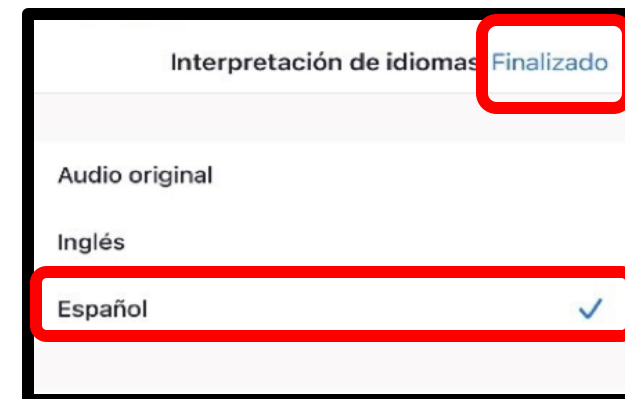 Interpretación de idiomas Finalizado
Audio original
Inglés
Español